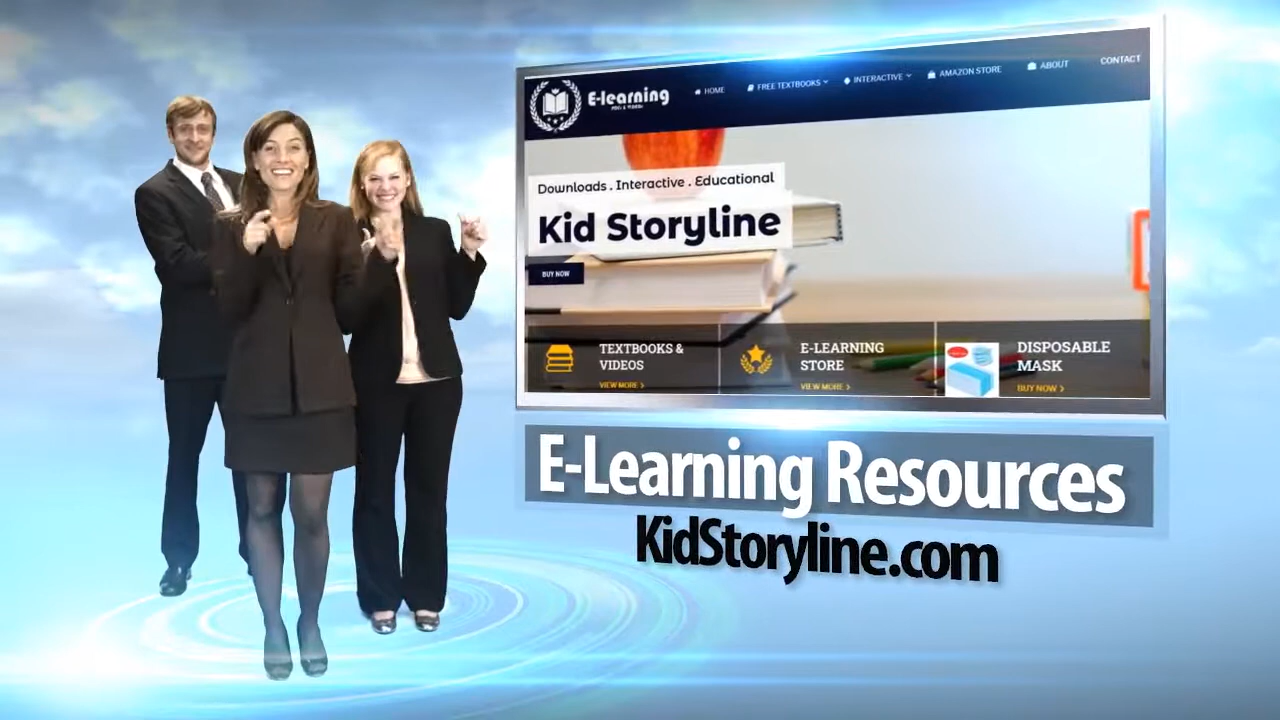 E-learning
HOME
FREE TEXTBOOKS
INTERACTIVE
AMAZON STORE
ABOUT
CONTACT
Downloads . Interactive . Educational
Kid Storyline
BUY NOW
TEXTBOOKS &
VIDEOS
VIEW MORE >
E-LEARNING
STORE
VIEW MORE >
DISPOSABLE
MASK
BUY NOW >
E-Learning Resources
KidStoryline.com